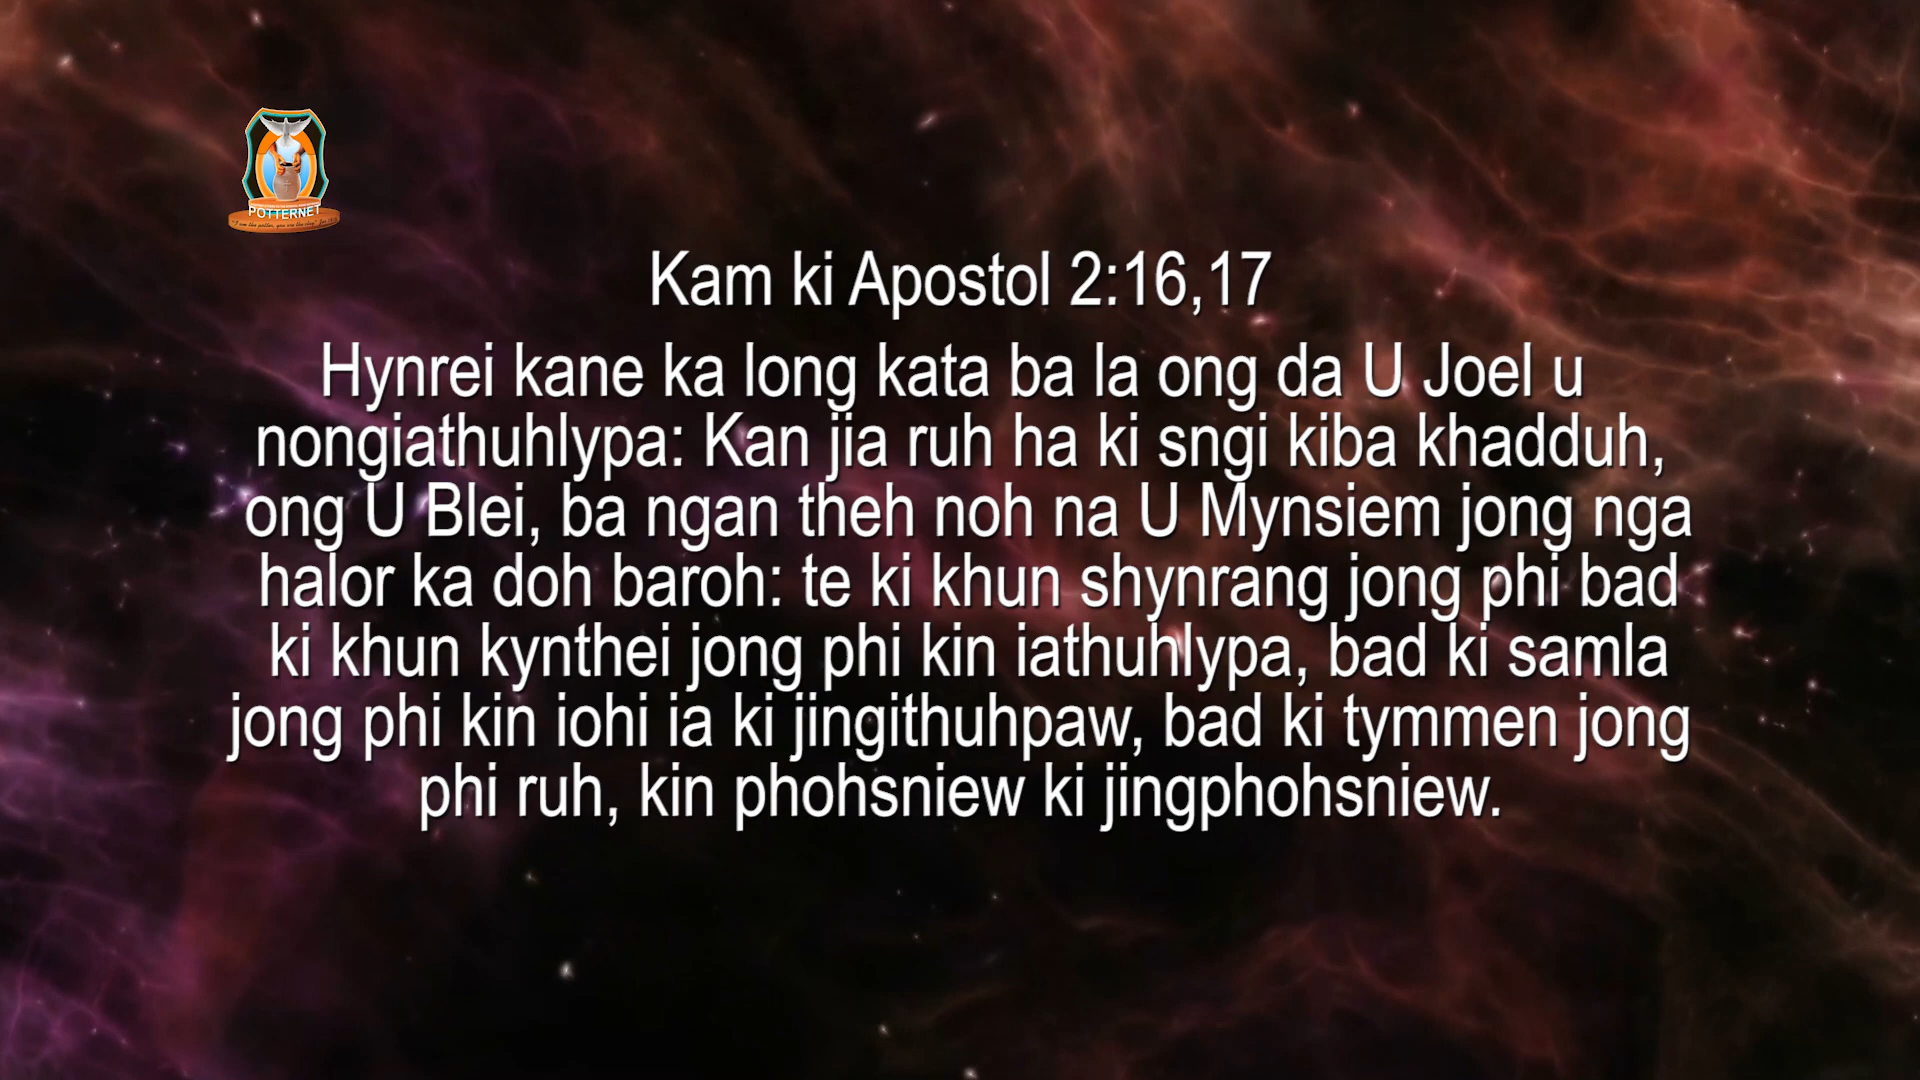 POTTERNET
Kam ki Apostol 2:16,17
Hynrei kane ka long kata ba la ong da U Joel u
nongiathuhlypa: Kan jia ruh ha ki sngi kiba khadduh,
ong U Blei, ba ngan theh noh na U Mynsiem jong nga
halor ka doh baroh: te ki khun shynrang jong phi bad
ki khun kynthei jong phi kin iathuhlypa, bad ki samla
jong phi kin iohi ia ki jingithuhpaw, bad ki tymmen jong
phi ruh, kin phohsniew ki jingphohsniew.